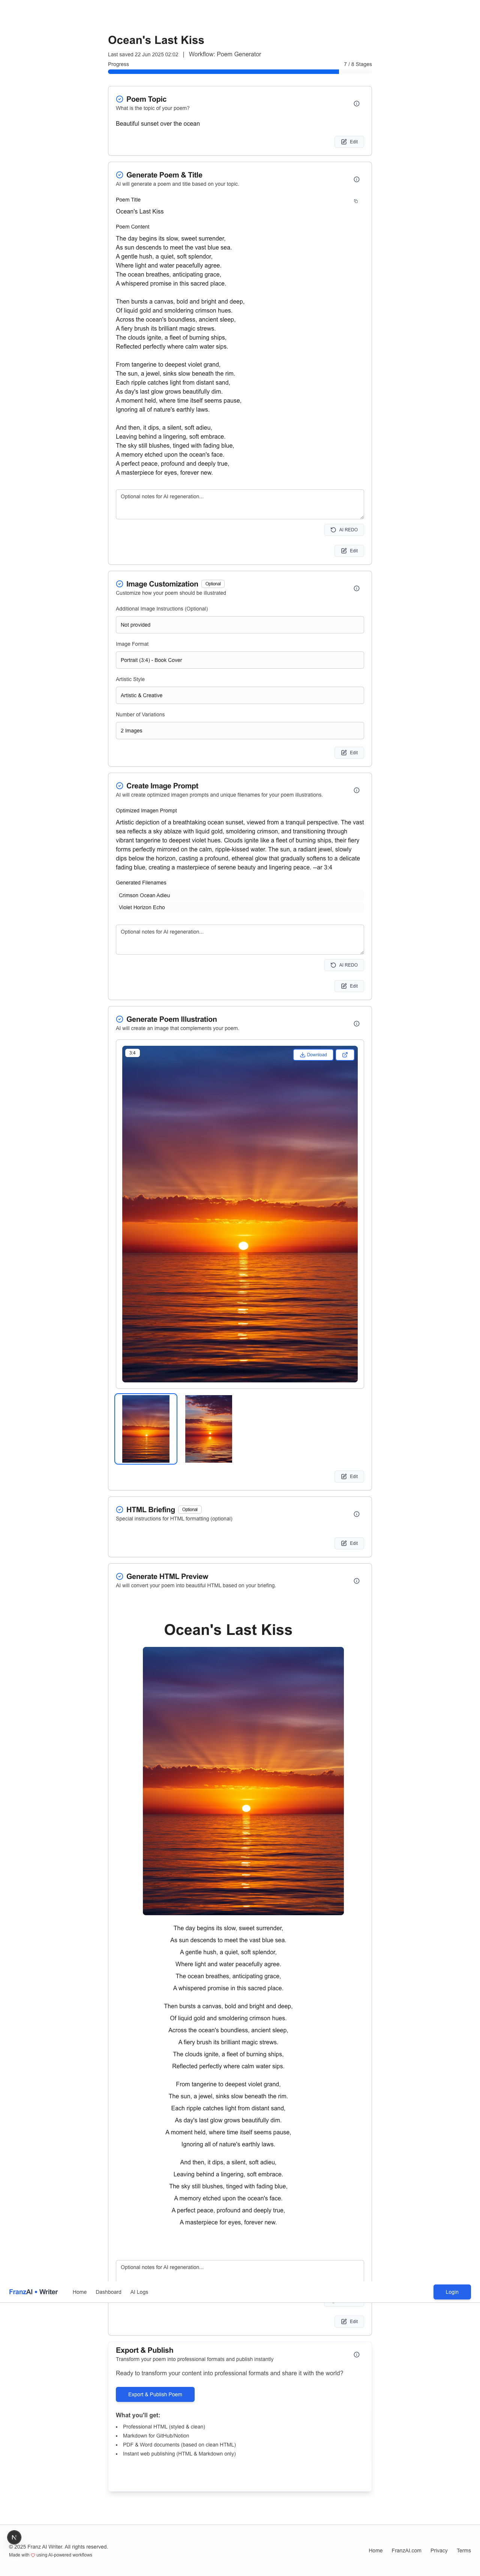 Ocean's Last Kiss
Last saved 22 Jun 2025 02:02 | Workflow: Poem Generator
Progress
7 / 8 Stages
Poem Topic
What is the topic of your poem?
Beautiful sunset over the ocean
Edit
Generate Poem & Title
AI will generate a poem and title based on your topic.
Poem Title
Ocean's Last Kiss
Poem Content
The day begins its slow, sweet surrender,
As sun descends to meet the vast blue sea.
A gentle hush, a quiet, soft splendor,
Where light and water peacefully agree.
The ocean breathes, anticipating grace,
A whispered promise in this sacred place.
Then bursts a canvas, bold and bright and deep,
Of liquid gold and smoldering crimson hues.
Across the ocean's boundless, ancient sleep,
A fiery brush its brilliant magic strews.
The clouds ignite, a fleet of burning ships,
Reflected perfectly where calm water sips.
From tangerine to deepest violet grand,
The sun, a jewel, sinks slow beneath the rim.
Each ripple catches light from distant sand,
As day's last glow grows beautifully dim.
A moment held, where time itself seems pause,
Ignoring all of nature's earthly laws.
And then, it dips, a silent, soft adieu,
Leaving behind a lingering, soft embrace.
The sky still blushes, tinged with fading blue,
A memory etched upon the ocean's face.
A perfect peace, profound and deeply true,
A masterpiece for eyes, forever new.
Optional notes for AI regeneration...
AI REDO
Edit
Image Customization
Optional
Customize how your poem should be illustrated
Additional Image Instructions (Optional)
Not provided
Image Format
Portrait (3:4) - Book Cover
Artistic Style
Artistic & Creative
Number of Variations
2 Images
Edit
Create Image Prompt
AI will create optimized imagen prompts and unique filenames for your poem illustrations.
Optimized Imagen Prompt
Artistic depiction of a breathtaking ocean sunset, viewed from a tranquil perspective. The vast
sea reflects a sky ablaze with liquid gold, smoldering crimson, and transitioning through
vibrant tangerine to deepest violet hues. Clouds ignite like a fleet of burning ships, their fiery
forms perfectly mirrored on the calm, ripple-kissed water. The sun, a radiant jewel, slowly
dips below the horizon, casting a profound, ethereal glow that gradually softens to a delicate
fading blue, creating a masterpiece of serene beauty and lingering peace. --ar 3:4
Generated Filenames
Crimson Ocean Adieu
Violet Horizon Echo
Optional notes for AI regeneration...
AI REDO
Edit
Generate Poem Illustration
AI will create an image that complements your poem.
3:4
Download
Edit
HTML Briefing
Optional
Special instructions for HTML formatting (optional)
Edit
Generate HTML Preview
AI will convert your poem into beautiful HTML based on your briefing.
Ocean's Last Kiss
The day begins its slow, sweet surrender,
As sun descends to meet the vast blue sea.
A gentle hush, a quiet, soft splendor,
Where light and water peacefully agree.
The ocean breathes, anticipating grace,
A whispered promise in this sacred place.
Then bursts a canvas, bold and bright and deep,
Of liquid gold and smoldering crimson hues.
Across the ocean's boundless, ancient sleep,
A fiery brush its brilliant magic strews.
The clouds ignite, a fleet of burning ships,
Reflected perfectly where calm water sips.
From tangerine to deepest violet grand,
The sun, a jewel, sinks slow beneath the rim.
Each ripple catches light from distant sand,
As day's last glow grows beautifully dim.
A moment held, where time itself seems pause,
Ignoring all of nature's earthly laws.
And then, it dips, a silent, soft adieu,
Leaving behind a lingering, soft embrace.
The sky still blushes, tinged with fading blue,
A memory etched upon the ocean's face.
A perfect peace, profound and deeply true,
A masterpiece for eyes, forever new.
Optional notes for AI regeneration...
FranzAI • Writer
Home
Dashboard
AI Logs
Login
Edit
Export & Publish
Transform your poem into professional formats and publish instantly
Ready to transform your content into professional formats and share it with the world?
Export & Publish Poem
What you'll get:
• Professional HTML (styled & clean)
• Markdown for GitHub/Notion
• PDF & Word documents (based on clean HTML)
• Instant web publishing (HTML & Markdown only)
N
© 2025 Franz AI Writer. All rights reserved.
Made with using AI-powered workflows
Home
FranzAI.com
Privacy
Terms